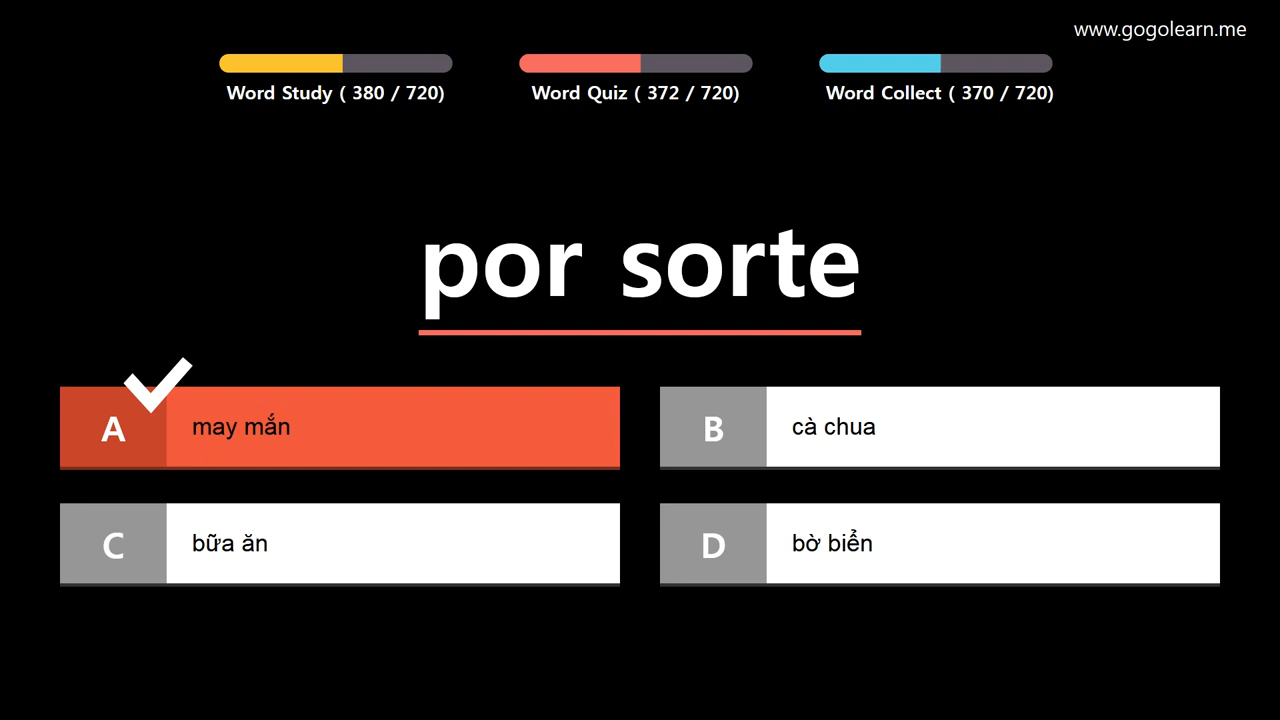 www.gogolearn.me
Word Study ( 380 / 720)
Word Quiz ( 372 / 720)
Word Collect ( 370 / 720)
por sorte
A may mắn
B cà chua
C bữa ăn
D bờ biển